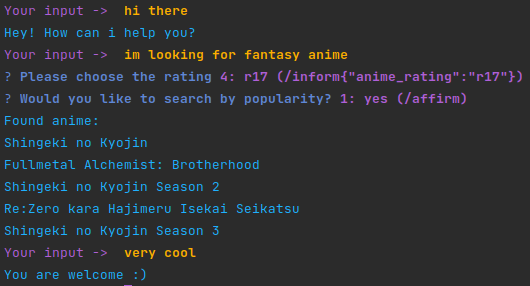 Your input ->  hi there
Hey! How can i help you?
Your input ->  im looking for fantasy anime
? Please choose the rating 4: r17 (/inform{"anime_rating":"r17"})
? Would you like to search by popularity? 1: yes (/affirm)
Found anime:
Shingeki no Kyojin
Fullmetal Alchemist: Brotherhood
Shingeki no Kyojin Season 2
Re:Zero kara Hajimeru Isekai Seikatsu
Shingeki no Kyojin Season 3
Your input ->  very cool
You are welcome :)